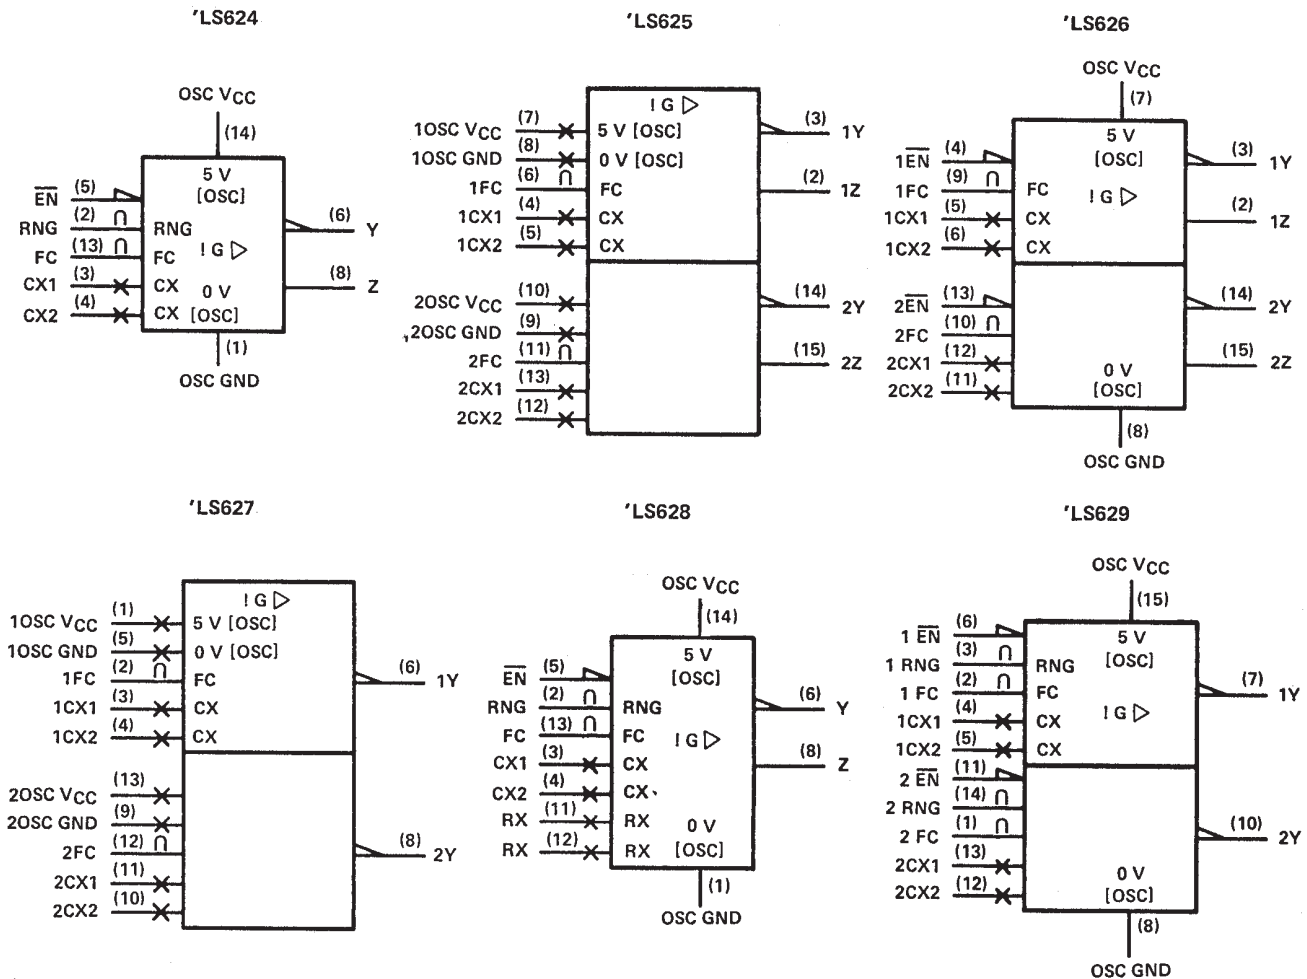 'LS624
OSC VCC
(14)
5 V
[OSC]
EN (5)
RNG (2) ∩ RNG
FC (13) ∩ FC
! G ▷
CX1 (3) CX
CX2 (4) CX
0 V
[OSC]
(6) Y
(8) Z
(1)
OSC GND
'LS625
! G ▷
1OSC VCC (7) 5 V [OSC]
1OSC GND (8) 0 V [OSC]
1FC (6) ∩ FC
1CX1 (4) CX
1CX2 (5) CX
(3) 1Y
(2) 1Z
2OSC VCC (10)
2OSC GND (9)
2FC (11) ∩
2CX1 (13)
2CX2 (12)
(14) 2Y
(15) 2Z
'LS626
OSC VCC
(7)
5 V
[OSC]
1EN (4)
1FC (9) ∩ FC
! G ▷
1CX1 (5) CX
1CX2 (6) CX
(3) 1Y
(2) 1Z
2EN (13)
2FC (10) ∩
2CX1 (12)
2CX2 (11)
0 V
[OSC]
(14) 2Y
(15) 2Z
(8)
OSC GND
'LS627
! G ▷
1OSC VCC (1) 5 V [OSC]
1OSC GND (5) 0 V [OSC]
1FC (2) ∩ FC
1CX1 (3) CX
1CX2 (4) CX
(6) 1Y
2OSC VCC (13)
2OSC GND (9)
2FC (12) ∩
2CX1 (11)
2CX2 (10)
(8) 2Y
'LS628
OSC VCC
(14)
5 V
[OSC]
EN (5)
RNG (2) ∩ RNG
FC (13) ∩ FC
! G ▷
CX1 (3) CX
CX2 (4) CX
RX (11) RX
RX (12) RX
0 V
[OSC]
(6) Y
(8) Z
(1)
OSC GND
'LS629
OSC VCC
(15)
5 V
[OSC]
1 EN (6)
1 RNG (3) ∩ RNG
1 FC (2) ∩ FC
! G ▷
1CX1 (4) CX
1CX2 (5) CX
(7) 1Y
2 EN (11)
2 RNG (14) ∩
2 FC (1) ∩
2CX1 (13)
2CX2 (12)
0 V
[OSC]
(10) 2Y
(8)
OSC GND